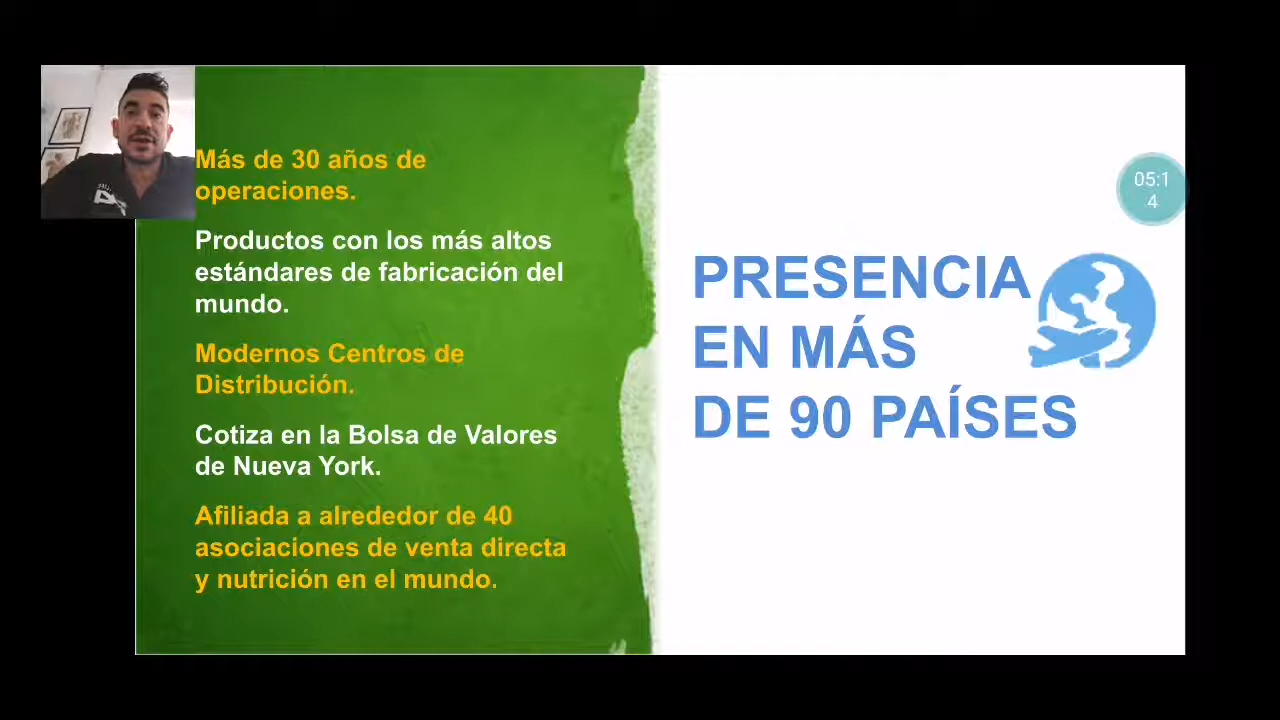 Más de 30 años de
operaciones.
Productos con los más altos
estándares de fabricación del
mundo.
Modernos Centros de
Distribución.
Cotiza en la Bolsa de Valores
de Nueva York.
Afiliada a alrededor de 40
asociaciones de venta directa
y nutrición en el mundo.
PRESENCIA
EN MÁS
DE 90 PAÍSES
05:1
4